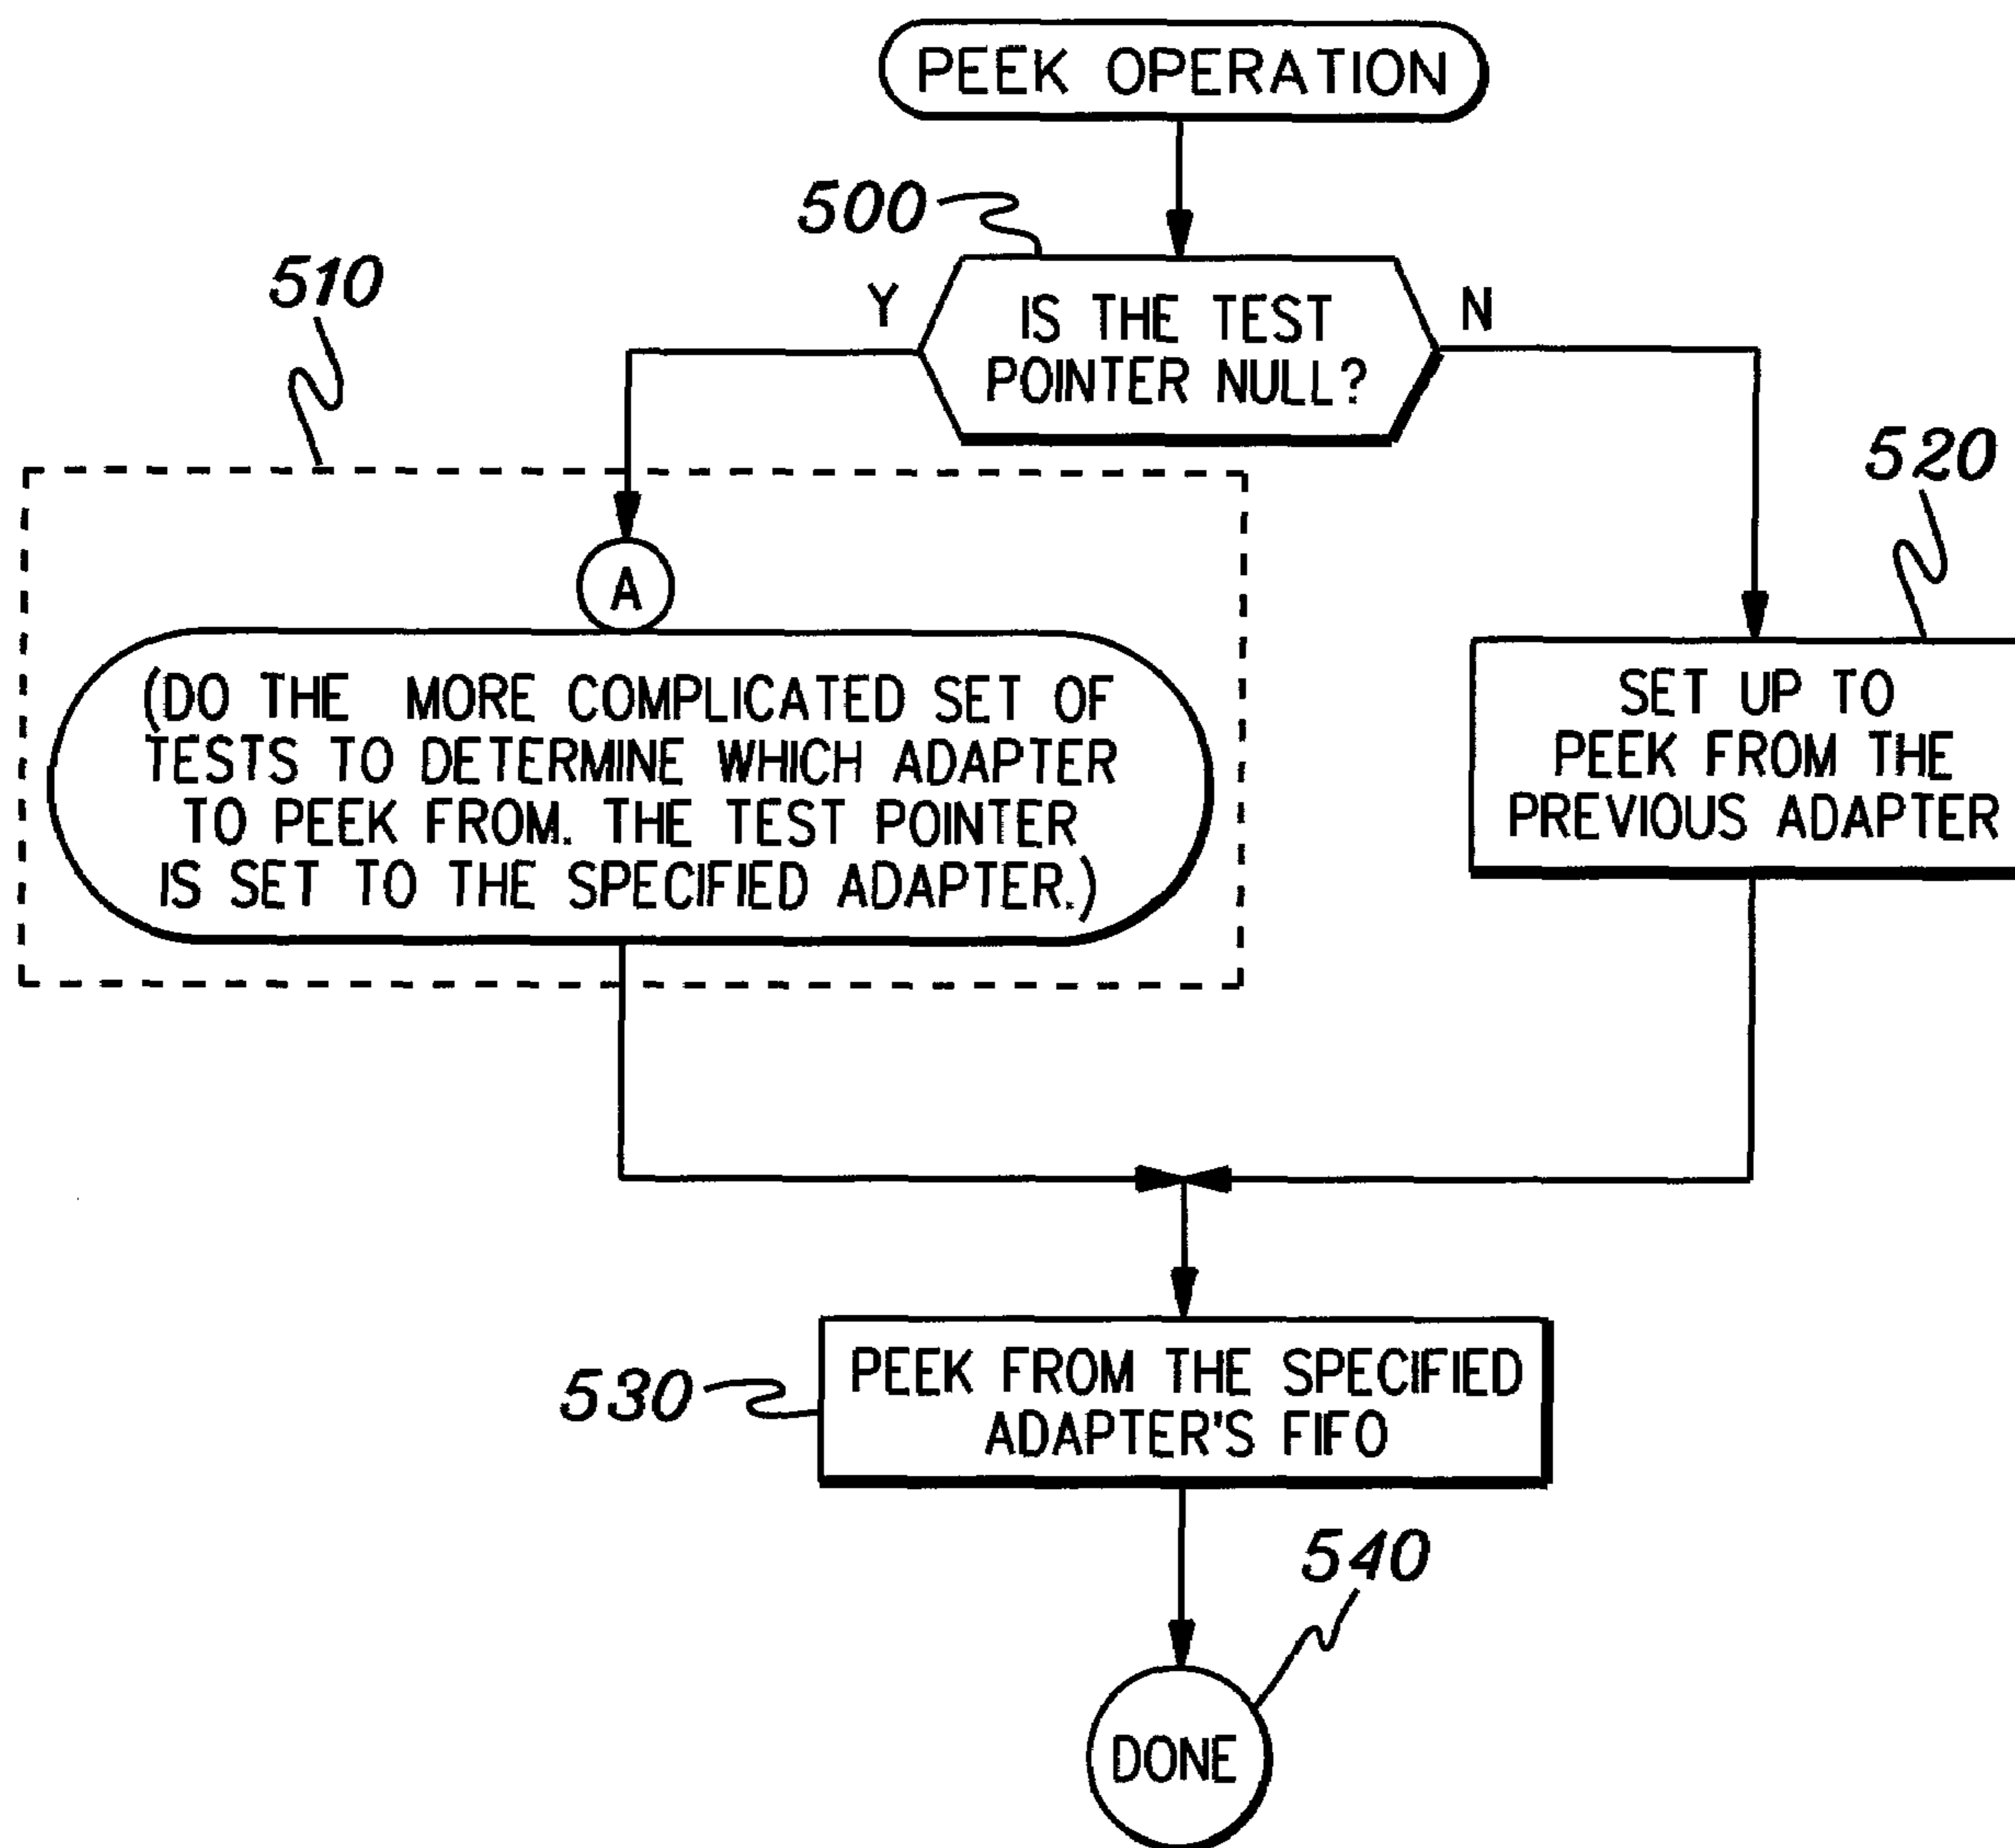 PEEK OPERATION
500
510
Y
IS THE TEST
POINTER NULL?
N
520
A
(DO THE MORE COMPLICATED SET OF
TESTS TO DETERMINE WHICH ADAPTER
TO PEEK FROM. THE TEST POINTER
IS SET TO THE SPECIFIED ADAPTER.)
SET UP TO
PEEK FROM THE
PREVIOUS ADAPTER
530
PEEK FROM THE SPECIFIED
ADAPTER'S FIFO
540
DONE